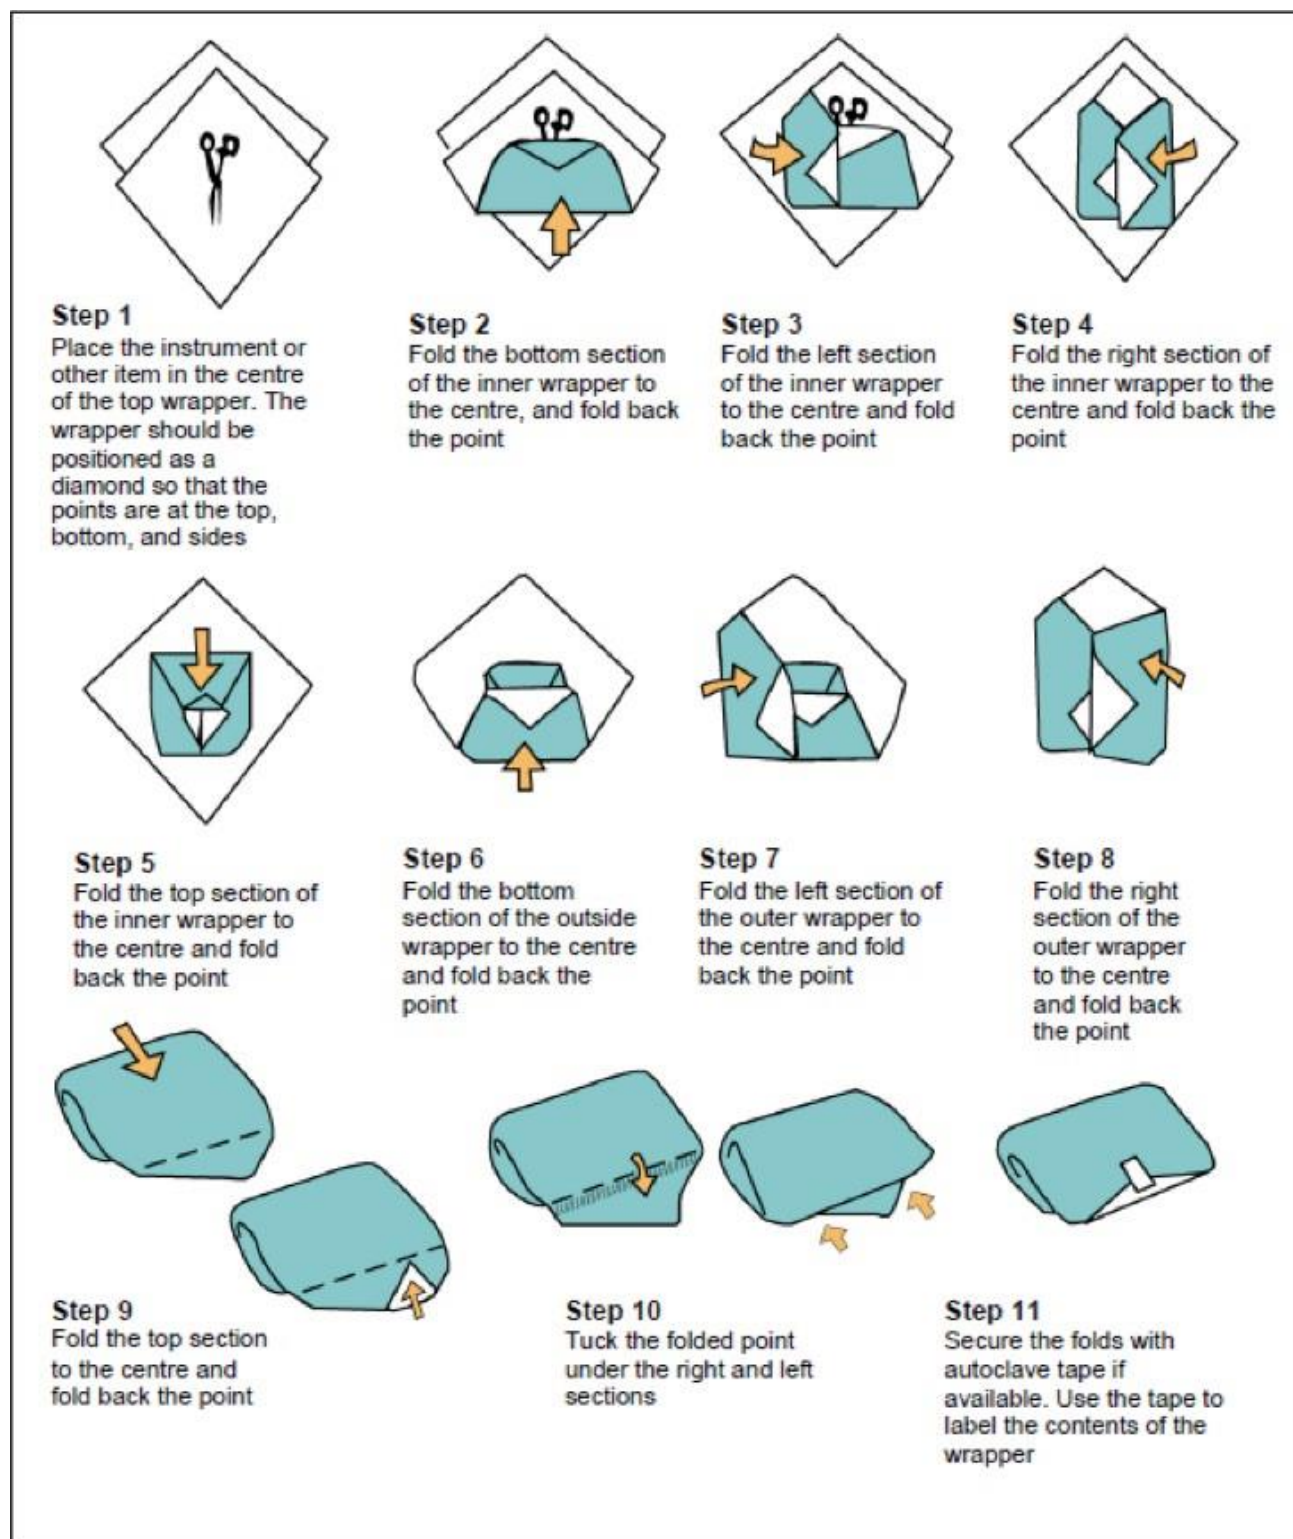 Step 1
Place the instrument or
other item in the centre
of the top wrapper. The
wrapper should be
positioned as a
diamond so that the
points are at the top,
bottom, and sides
Step 2
Fold the bottom section
of the inner wrapper to
the centre, and fold back
the point
Step 3
Fold the left section
of the inner wrapper
to the centre and fold
back the point
Step 4
Fold the right section of
the inner wrapper to the
centre and fold back the
point
Step 5
Fold the top section of
the inner wrapper to
the centre and fold
back the point
Step 6
Fold the bottom
section of the outside
wrapper to the centre
and fold back the
point
Step 7
Fold the left section of
the outer wrapper to
the centre and fold
back the point
Step 8
Fold the right
section of the
outer wrapper
to the centre
and fold back
the point
Step 9
Fold the top section
to the centre and
fold back the point
Step 10
Tuck the folded point
under the right and left
sections
Step 11
Secure the folds with
autoclave tape if
available. Use the tape to
label the contents of the
wrapper